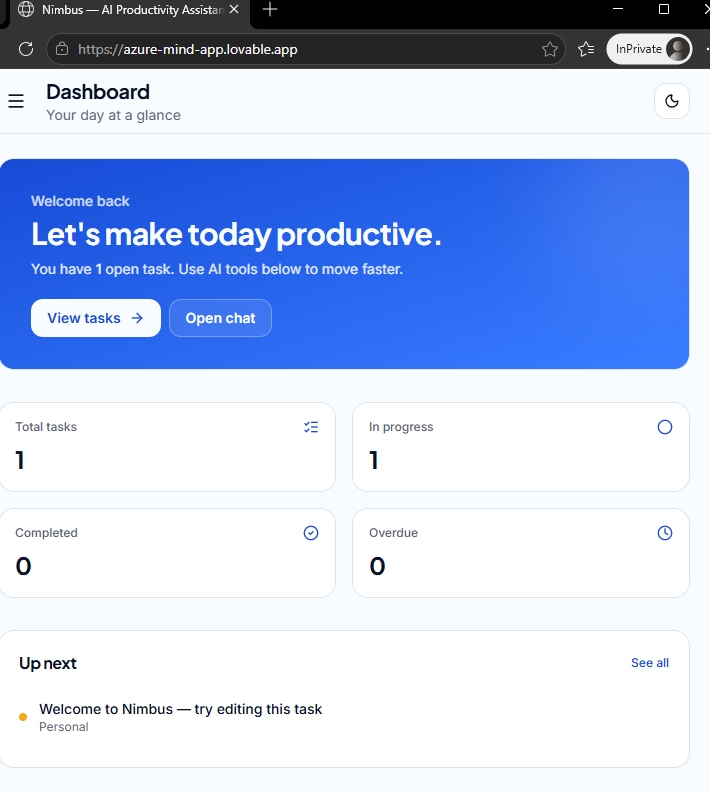 Nimbus — AI Productivity Assistan
https://azure-mind-app.lovable.app
InPrivate
Dashboard
Your day at a glance
Welcome back
Let's make today productive.
You have 1 open task. Use AI tools below to move faster.
View tasks
Open chat
Total tasks
1
In progress
1
Completed
0
Overdue
0
Up next
See all
Welcome to Nimbus — try editing this task
Personal